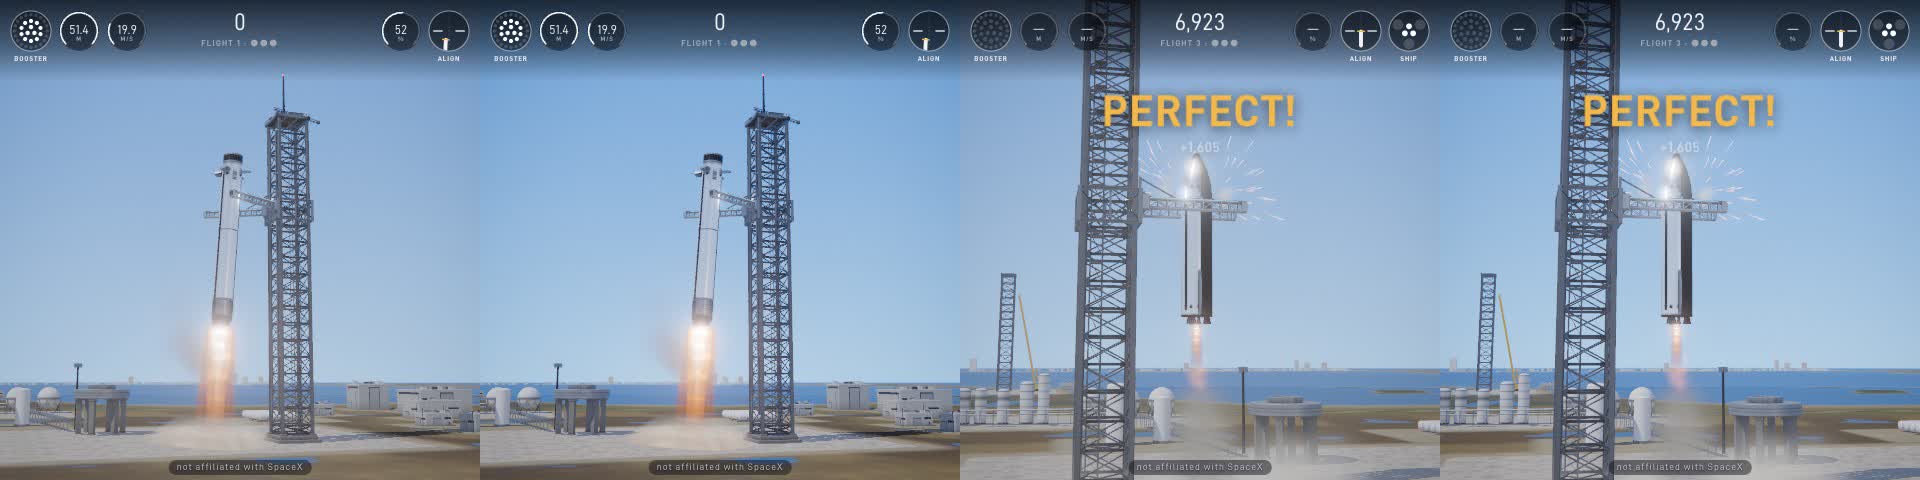 51.4
M
19.9
M/S
0
FLIGHT 1 ·
52
%
BOOSTER
ALIGN
not affiliated with SpaceX
51.4
M
19.9
M/S
0
FLIGHT 1 ·
52
%
BOOSTER
ALIGN
not affiliated with SpaceX
—
M
—
M/S
6,923
FLIGHT 3 ·
—
%
BOOSTER
ALIGN
SHIP
PERFECT!
+1,605
not affiliated with SpaceX
—
M
—
M/S
6,923
FLIGHT 3 ·
—
%
BOOSTER
ALIGN
SHIP
PERFECT!
+1,605
not affiliated with SpaceX